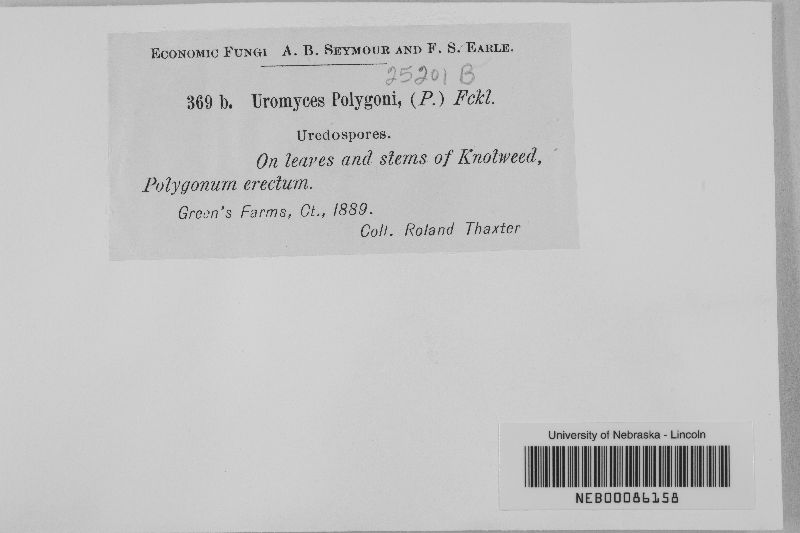 Economic Fungi A. B. Seymour and F. S. Earle.
25201 B
369 b. Uromyces Polygoni, (P.) Fckl.
Uredospores.
On leaves and stems of Knotweed,
Polygonum erectum.
Green's Farms, Ct., 1889.
Coll. Roland Thaxter
University of Nebraska - Lincoln
NEB00086158